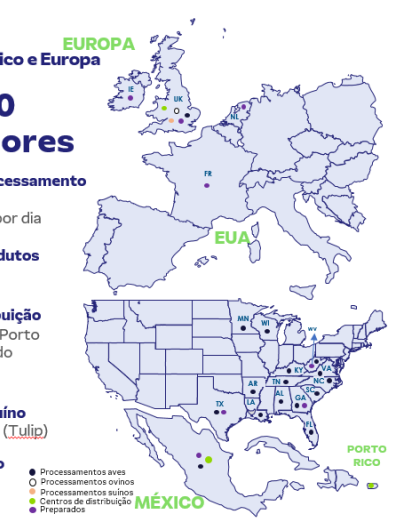 EUROPA
ico e Europa
0
ores
cessamento
por dia
dutos
buição
Porto
do
uíno
(Tulip)
o
IE
UK
NL
FR
EUA
MN
WI
WV
KY
VA
NC
TN
SC
AR
AL
GA
LA
TX
FL
PORTO
RICO
Processamentos aves
Processamentos ovinos
Processamentos suínos
Centros de distribuição
Preparados
MÉXICO